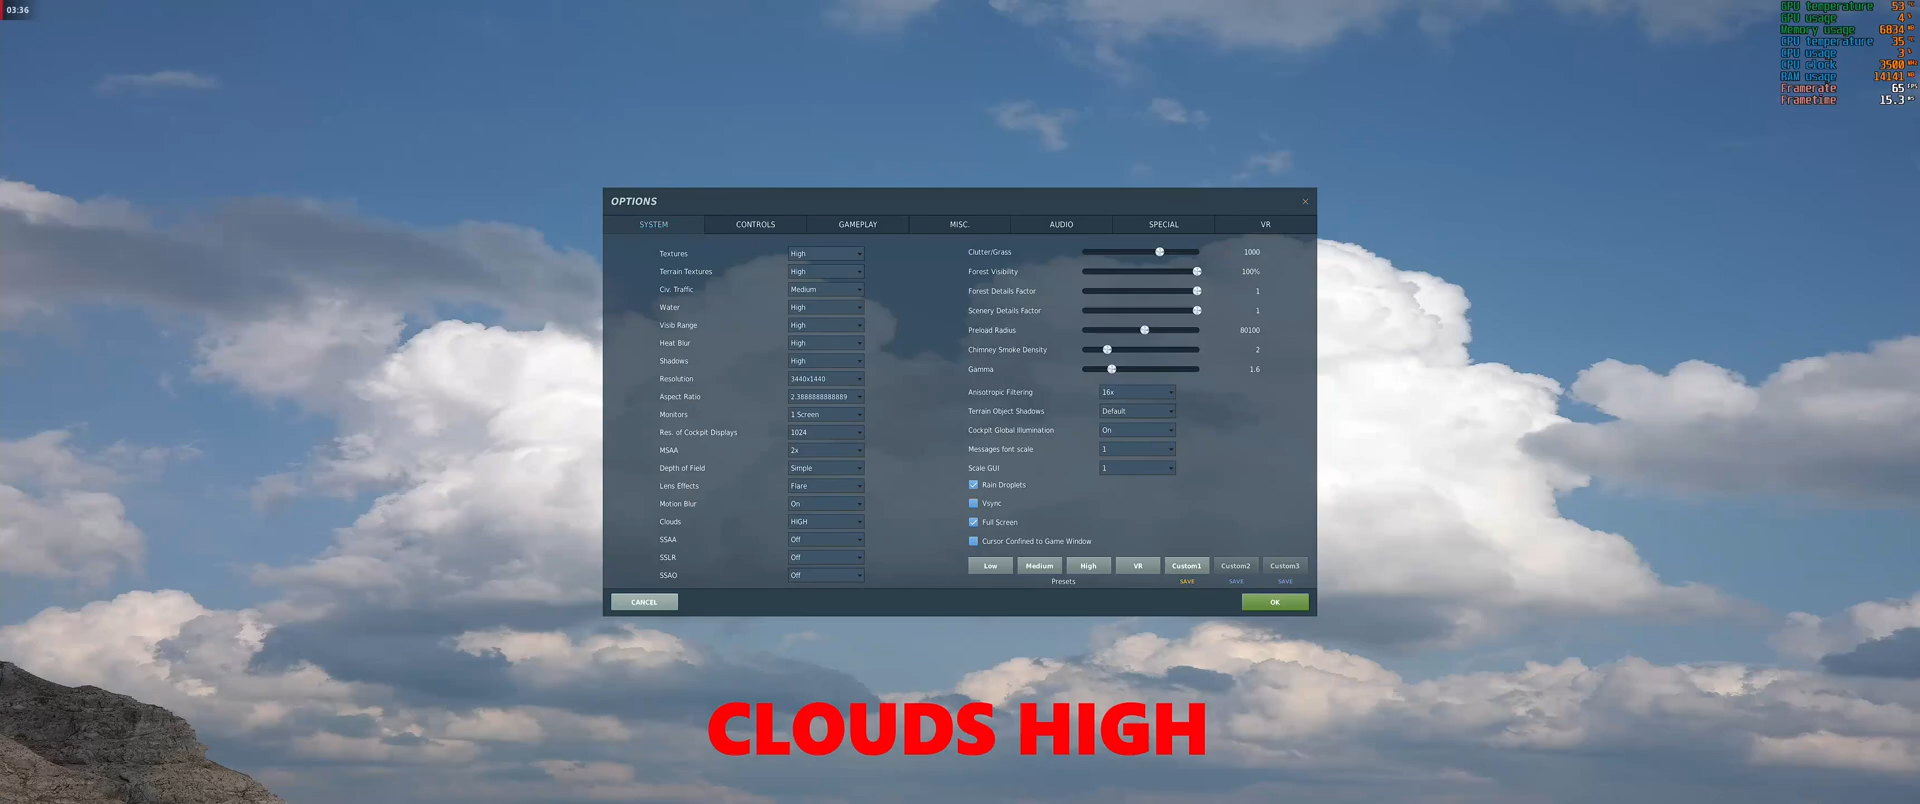 03:36
GPU temperature 53 °C
GPU usage 4 %
Memory usage 6834 MB
CPU temperature 35 °C
CPU usage 3 %
CPU clock 3500 MHz
RAM usage 14141 MB
Framerate 65 FPS
Frametime 15.3 ms
OPTIONS
SYSTEM CONTROLS GAMEPLAY MISC. AUDIO SPECIAL VR
Textures High
Terrain Textures High
Civ. Traffic Medium
Water High
Visib Range High
Heat Blur High
Shadows High
Resolution 3440x1440
Aspect Ratio 2.3888888888889
Monitors 1 Screen
Res. of Cockpit Displays 1024
MSAA 2x
Depth of Field Simple
Lens Effects Flare
Motion Blur On
Clouds HIGH
SSAA Off
SSLR Off
SSAO Off
Clutter/Grass 1000
Forest Visibility 100%
Forest Details Factor 1
Scenery Details Factor 1
Preload Radius 80100
Chimney Smoke Density 2
Gamma 1.6
Anisotropic Filtering 16x
Terrain Object Shadows Default
Cockpit Global Illumination On
Messages font scale 1
Scale GUI 1
Rain Droplets
Vsync
Full Screen
Cursor Confined to Game Window
Low Medium High VR Custom1 Custom2 Custom3
Presets SAVE SAVE SAVE
CANCEL OK
CLOUDS HIGH